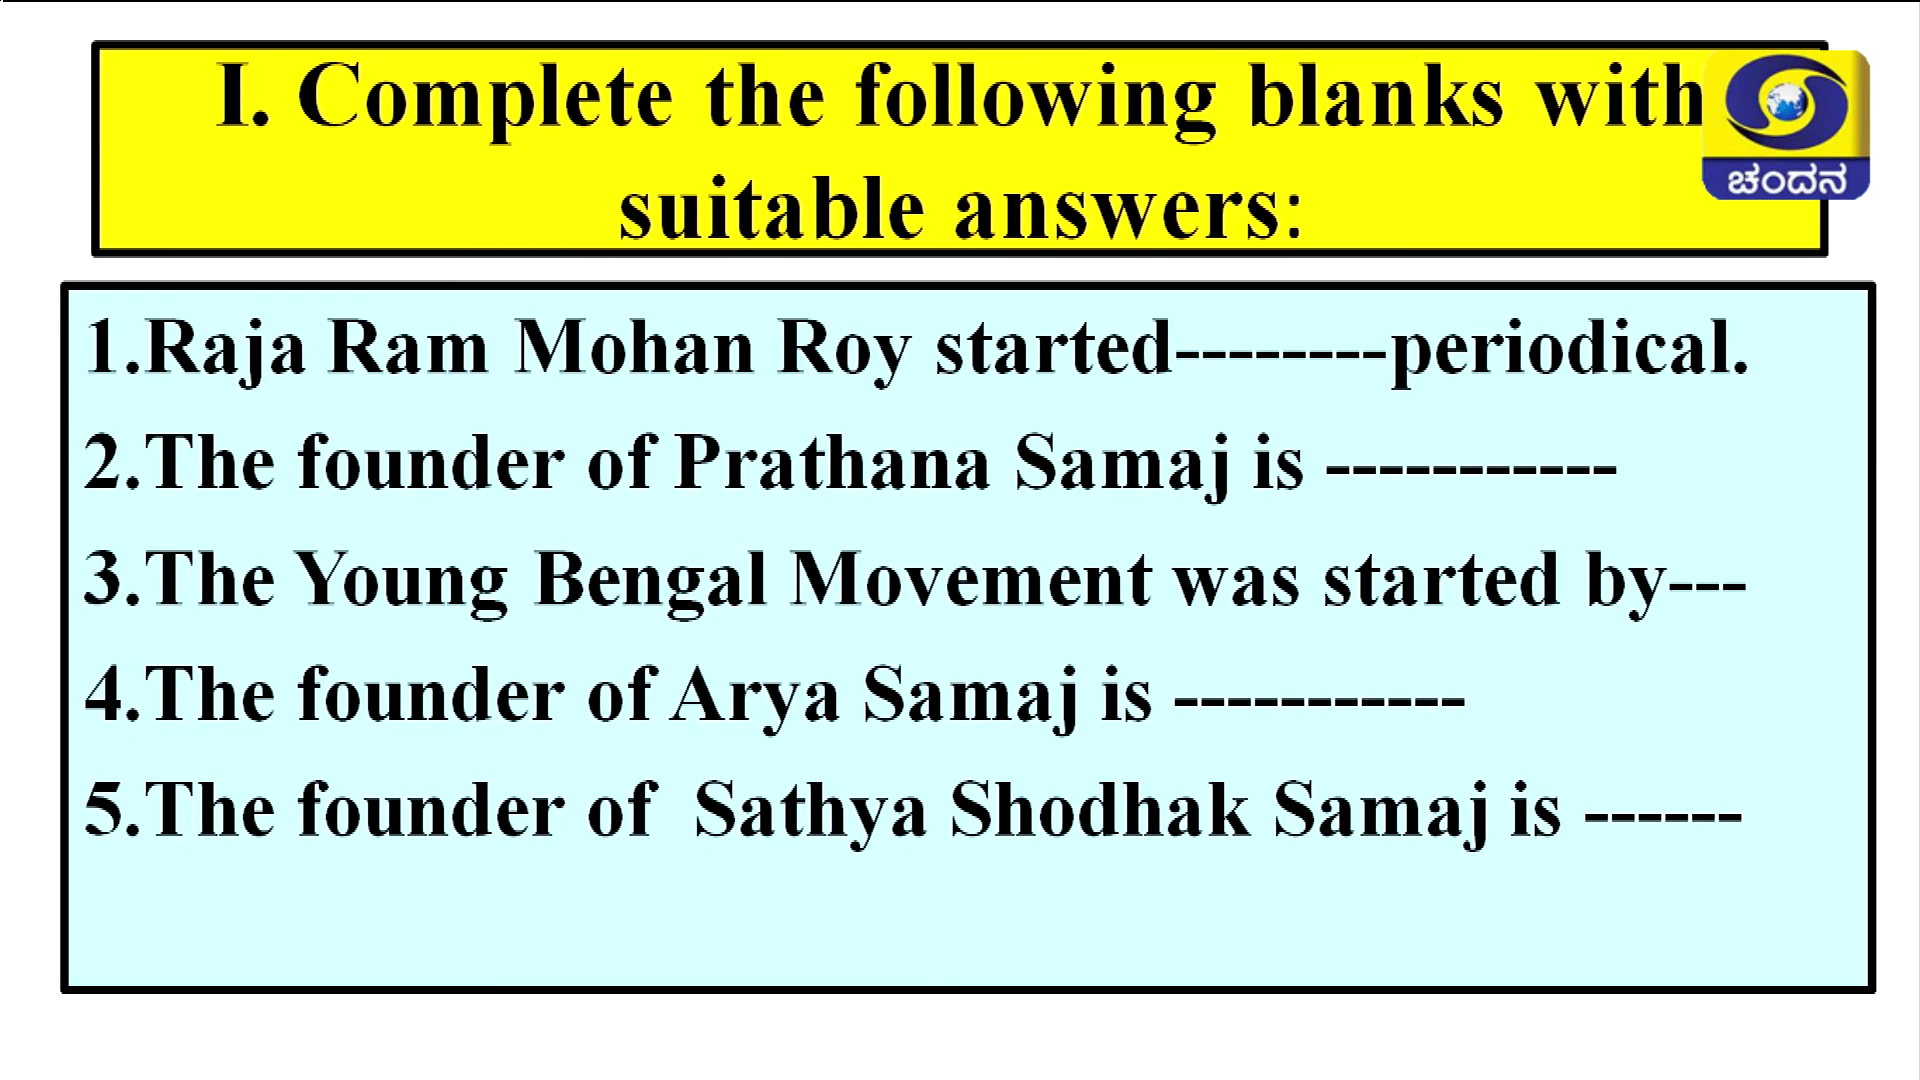 I. Complete the following blanks with
suitable answers:
ಚಂದನ
1.Raja Ram Mohan Roy started--------periodical.
2.The founder of Prathana Samaj is -----------
3.The Young Bengal Movement was started by---
4.The founder of Arya Samaj is -----------
5.The founder of  Sathya Shodhak Samaj is ------